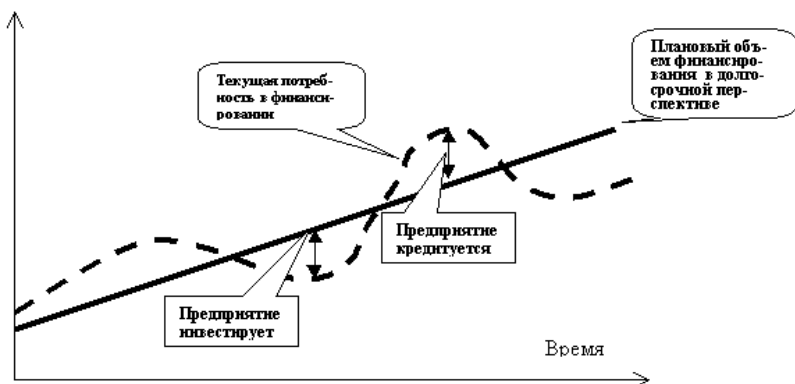 Плановый объ-
ем финансиро-
вания в долго-
срочной пер-
спективе
Текущая потреб-
ность в финанси-
ровании
Предприятие
кредитуется
Предприятие
инвестирует
Время